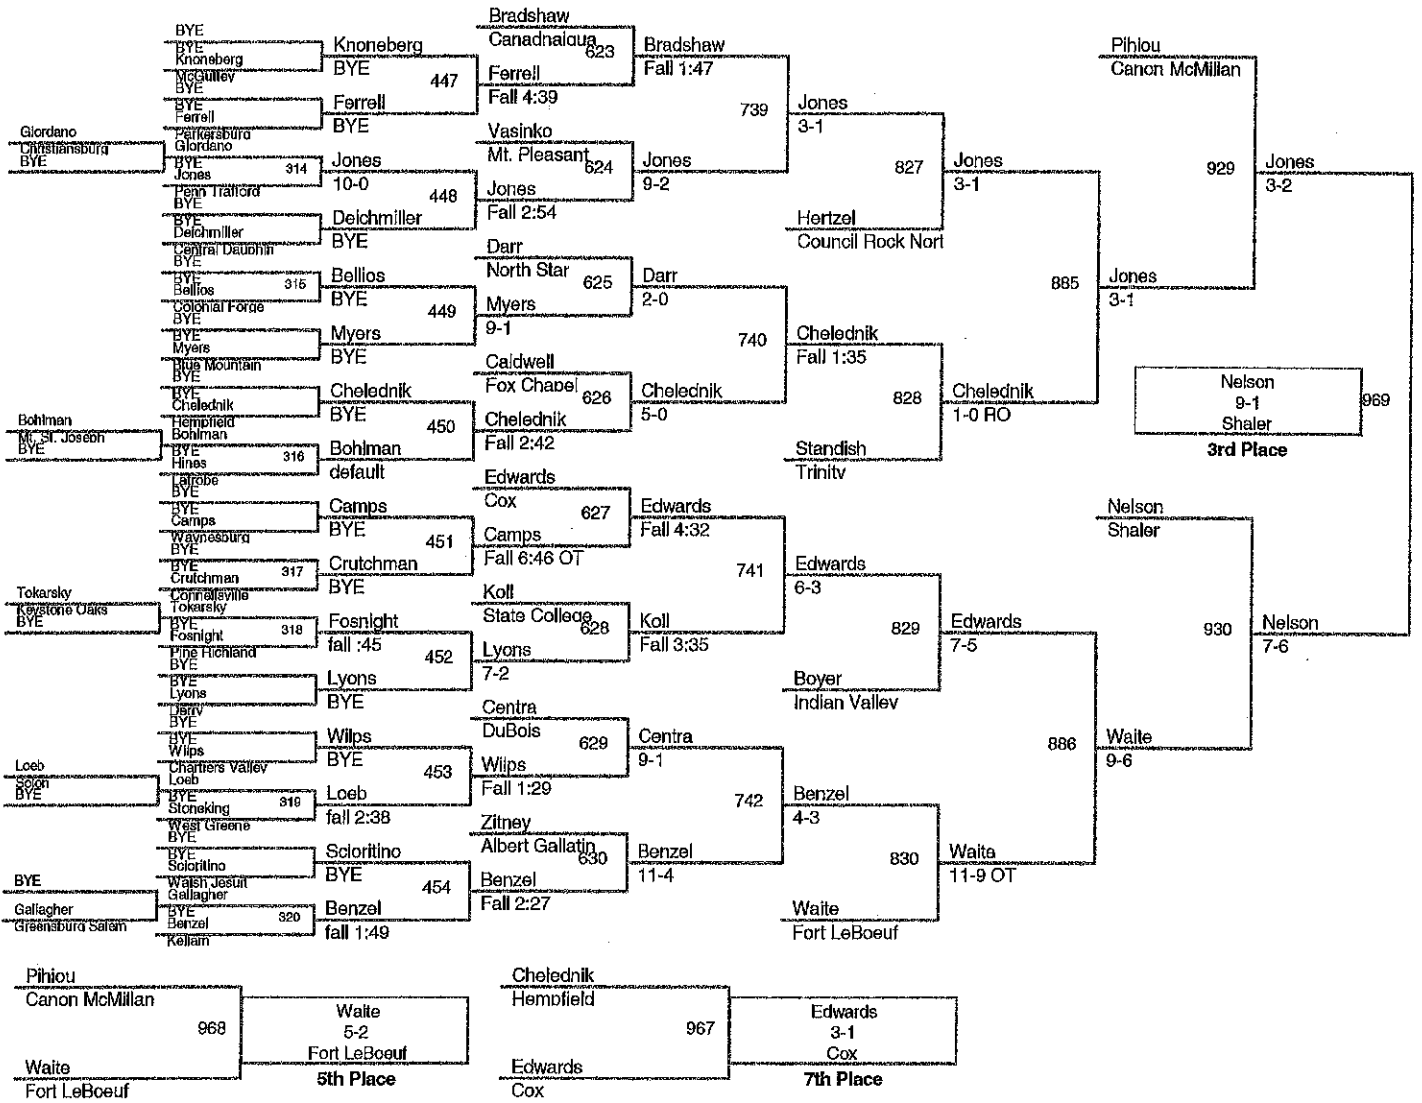 Giordano
Christiansburg
BYE
Bohlman
Mt. St. Joseph
BYE
Tokarsky
Keystone Oaks
BYE
Loeb
Solon
BYE
BYE
Gallagher
Greensburg Salem
BYE
BYE
Knoneberg
McGulley
BYE
BYE
Ferrell
Parkersburg
Giordano
BYE
Jones
314
Penn Trafford
BYE
Deichmiller
Central Dauphin
BYE
BYE
Bellios
315
Colonial Forge
BYE
BYE
Myers
Blue Mountain
BYE
BYE
Chelednik
Hempfield
Bohlman
BYE
Hines
316
Latrobe
BYE
BYE
Camps
Waynesburg
BYE
BYE
Crutchman
317
Connellsville
Tokarsky
BYE
Fosnight
318
Pine Richland
BYE
BYE
Lyons
Derry
BYE
BYE
Wilps
Chartiers Valley
Loeb
BYE
Stoneking
319
West Greene
BYE
BYE
Scioritino
Walsh Jesuit
Gallagher
BYE
Benzel
320
Kellam
Knoneberg
BYE
447
Ferrell
BYE
Jones
10-0
448
Deichmiller
BYE
Bellios
BYE
449
Myers
BYE
Chelednik
BYE
450
Bohlman
default
Camps
BYE
451
Crutchman
BYE
Fosnight
fall :45
452
Lyons
BYE
Wilps
BYE
453
Loeb
fall 2:38
Scioritino
BYE
454
Benzel
fall 1:49
Bradshaw
Canadnaigua
623
Ferrell
Fall 4:39
Vasinko
Mt. Pleasant
624
Jones
Fall 2:54
Darr
North Star
625
Myers
9-1
Caldwell
Fox Chapel
626
Chelednik
Fall 2:42
Edwards
Cox
627
Camps
Fall 6:46 OT
Koll
State College
628
Lyons
7-2
Centra
DuBois
629
Wilps
Fall 1:29
Zitney
Albert Gallatin
630
Benzel
Fall 2:27
Bradshaw
Fall 1:47
739
Jones
9-2
Darr
2-0
740
Chelednik
5-0
Edwards
Fall 4:32
741
Koll
Fall 3:35
Centra
9-1
742
Benzel
11-4
Jones
3-1
827
Hertzel
Council Rock Nort
Chelednik
Fall 1:35
828
Standish
Trinity
Edwards
6-3
829
Boyer
Indian Valley
Benzel
4-3
830
Waite
Fort LeBoeuf
Jones
3-1
885
Chelednik
1-0 RO
Edwards
7-5
886
Waite
11-9 OT
Pihiou
Canon McMillan
929
Jones
3-1
Nelson
Shaler
930
Waite
9-6
Jones
3-2
Nelson
9-1
Shaler
969
3rd Place
Nelson
7-6
Pihiou
Canon McMillan
968
Waite
Fort LeBoeuf
Waite
5-2
Fort LeBoeuf
5th Place
Chelednik
Hempfield
967
Edwards
Cox
Edwards
3-1
Cox
7th Place